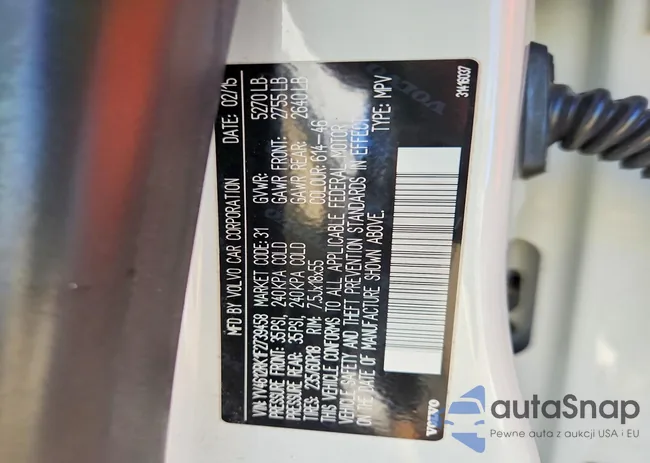 MFD BY VOLVO CAR CORPORATION DATE: 02/15
VIN: YV4612RK1F2739458 MARKET CODE: 31 GVWR: 5270 LB
PRESSURE FRONT: 35PSI, 240KPA COLD GAWR FRONT: 2755 LB
PRESSURE REAR: 35PSI, 240KPA COLD GAWR REAR: 2640 LB
TIRES: 235/60R18 RIM: 7.5JX18X55 COLOUR: 614-46
THIS VEHICLE CONFORMS TO ALL APPLICABLE FEDERAL MOTOR
VEHICLE SAFETY AND THEFT PREVENTION STANDARDS IN EFFECT
ON THE DATE OF MANUFACTURE SHOWN ABOVE. TYPE: MPV
VOLVO
31416037
autaSnap
Pewne auta z aukcji USA i EU